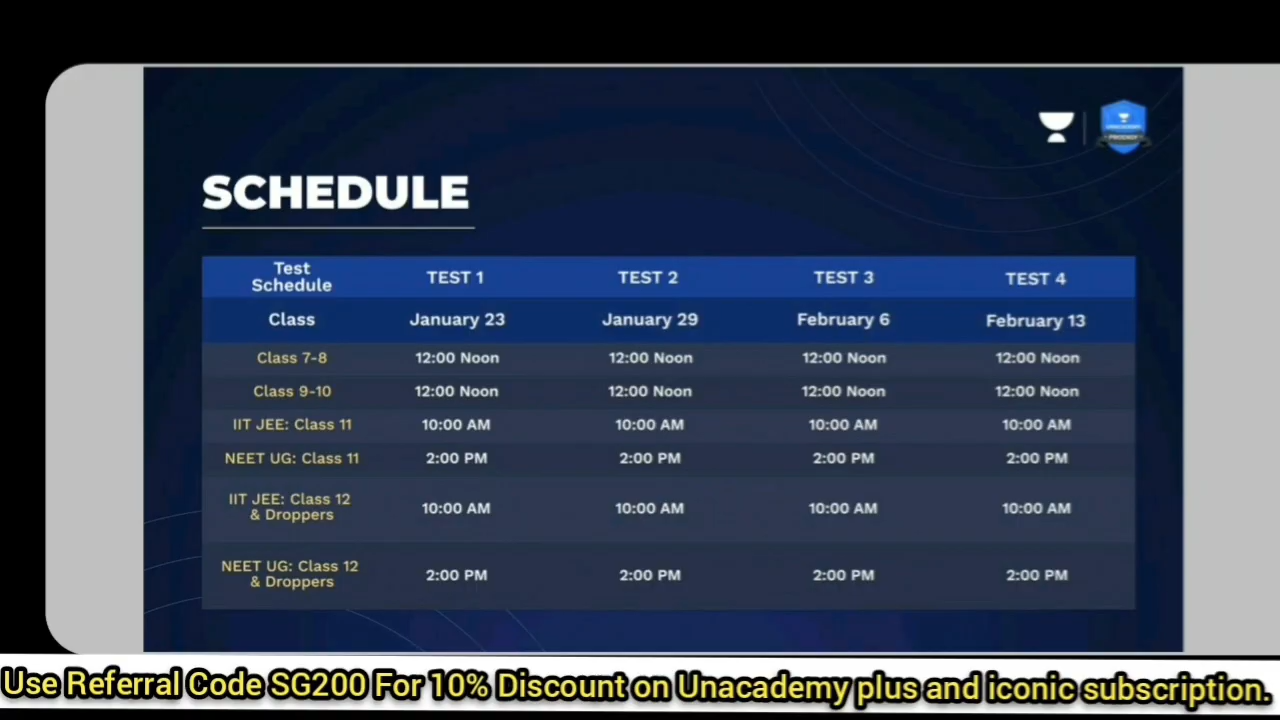 UNACADEMY
PRODIGY
SCHEDULE
Test Schedule TEST 1 TEST 2 TEST 3 TEST 4
Class January 23 January 29 February 6 February 13
Class 7-8 12:00 Noon 12:00 Noon 12:00 Noon 12:00 Noon
Class 9-10 12:00 Noon 12:00 Noon 12:00 Noon 12:00 Noon
IIT JEE: Class 11 10:00 AM 10:00 AM 10:00 AM 10:00 AM
NEET UG: Class 11 2:00 PM 2:00 PM 2:00 PM 2:00 PM
IIT JEE: Class 12 & Droppers 10:00 AM 10:00 AM 10:00 AM 10:00 AM
NEET UG: Class 12 & Droppers 2:00 PM 2:00 PM 2:00 PM 2:00 PM
Use Referral Code SG200 For 10% Discount on Unacademy plus and iconic subscription.